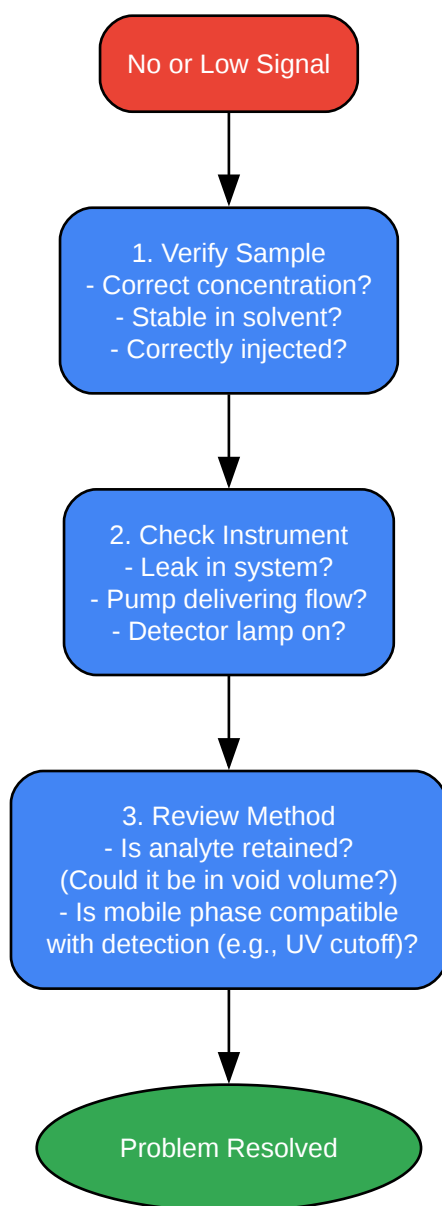 No or Low Signal
1. Verify Sample
- Correct concentration?
- Stable in solvent?
- Correctly injected?
2. Check Instrument
- Leak in system?
- Pump delivering flow?
- Detector lamp on?
3. Review Method
- Is analyte retained?
(Could it be in void volume?)
- Is mobile phase compatible
with detection (e.g., UV cutoff)?
Problem Resolved